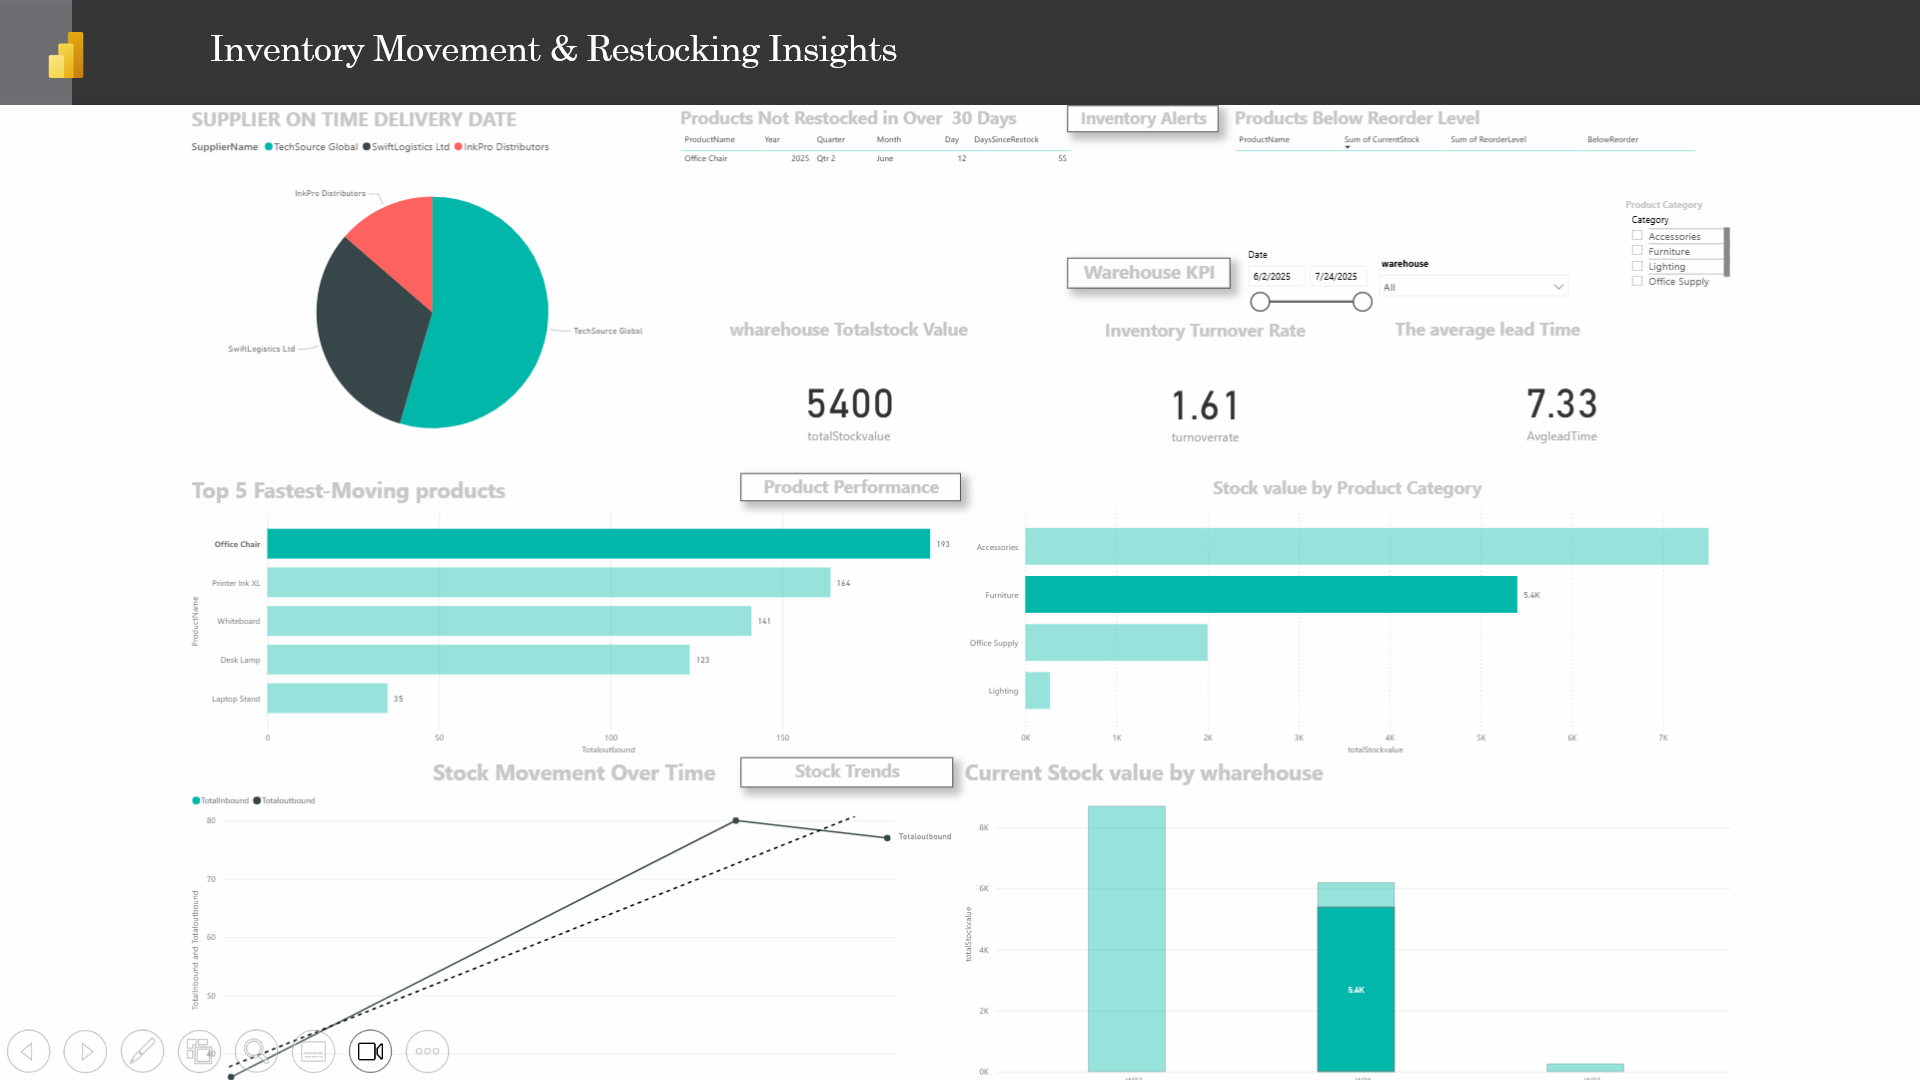 Inventory Movement & Restocking Insights
SUPPLIER ON TIME DELIVERY DATE
SupplierName TechSource Global SwiftLogistics Ltd InkPro Distributors
InkPro Distributors
TechSource Global
SwiftLogistics Ltd
Products Not Restocked in Over 30 Days
ProductName Year Quarter Month Day DaysSinceRestock
Office Chair 2025 Qtr 2 June 12 55
Inventory Alerts
Products Below Reorder Level
ProductName Sum of CurrentStock Sum of ReorderLevel BelowReorder
Product Category
Category
Accessories
Furniture
Lighting
Office Supply
Warehouse KPI
Date
6/2/2025 7/24/2025
warehouse
All
wharehouse Totalstock Value
5400
totalStockvalue
Inventory Turnover Rate
1.61
turnoverrate
The average lead Time
7.33
AvgleadTime
Top 5 Fastest-Moving products
Product Performance
ProductName
Office Chair 193
Printer Ink XL 164
Whiteboard 141
Desk Lamp 123
Laptop Stand 35
0 50 100 150
Totaloutbound
Stock value by Product Category
Accessories
Furniture 5.4K
Office Supply
Lighting
0K 1K 2K 3K 4K 5K 6K 7K
totalStockvalue
Stock Movement Over Time
Stock Trends
TotalInbound Totaloutbound
TotalInbound and Totaloutbound
80
70
60
50
40
Totaloutbound
Current Stock value by wharehouse
totalStockvalue
8K
6K
4K
2K
0K
5.4K